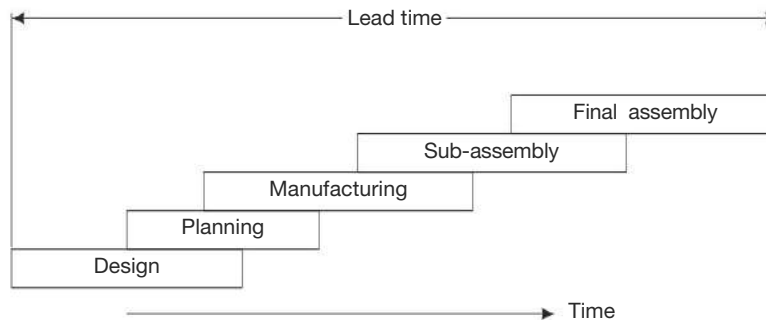 Lead time
Final assembly
Sub-assembly
Manufacturing
Planning
Design
Time